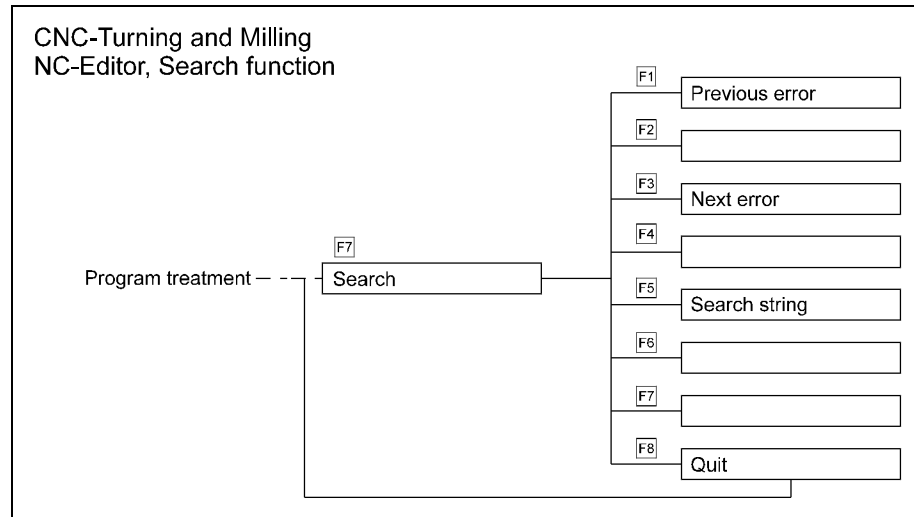 CNC-Turning and Milling
NC-Editor, Search function
F1
Previous error
F2
F3
Next error
F4
F7
Program treatment
Search
F5
Search string
F6
F7
F8
Quit